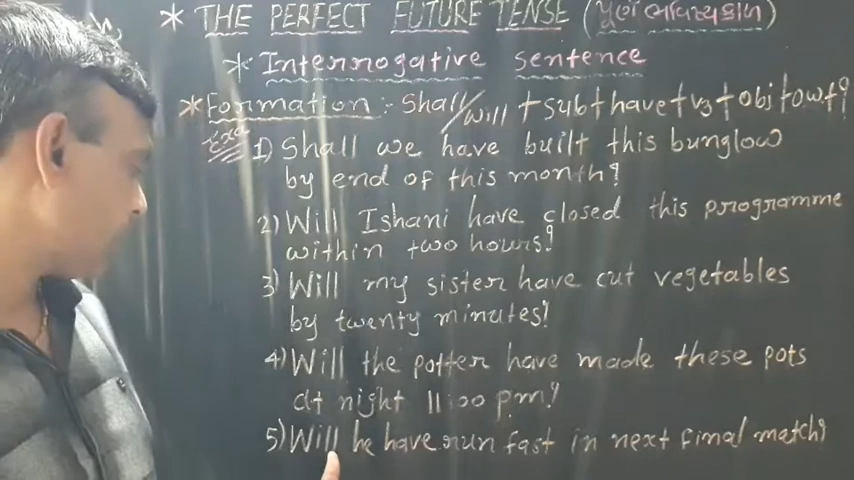 * THE PERFECT FUTURE TENSE (પૂર્ણ ભવિષ્યકાળ)
* Interrogative sentence
* Formation :- Shall/will + sub + have + v3 + obj + owt?
Exa 1) Shall we have built this bunglow
by end of this month?
2) Will Ishani have closed this programme
within two hours?
3) Will my sister have cut vegetables
by twenty minutes?
4) Will the potter have made these pots
at night 11:00 p.m?
5) Will he have run fast in next final match?